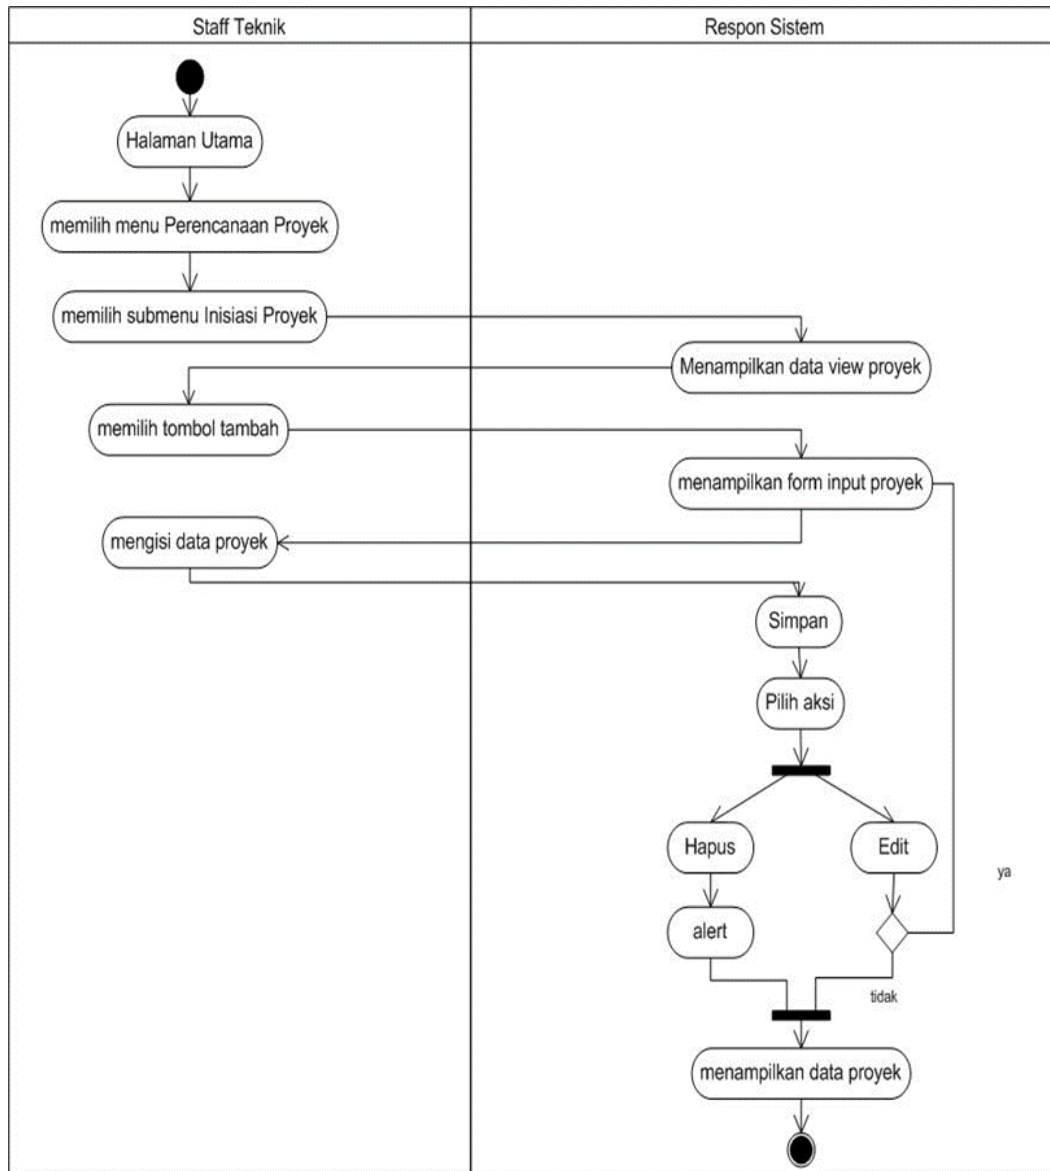 Staff Teknik
Respon Sistem
Halaman Utama
memilih menu Perencanaan Proyek
memilih submenu Inisiasi Proyek
Menampilkan data view proyek
memilih tombol tambah
menampilkan form input proyek
mengisi data proyek
Simpan
Pilih aksi
Hapus
Edit
ya
alert
tidak
menampilkan data proyek